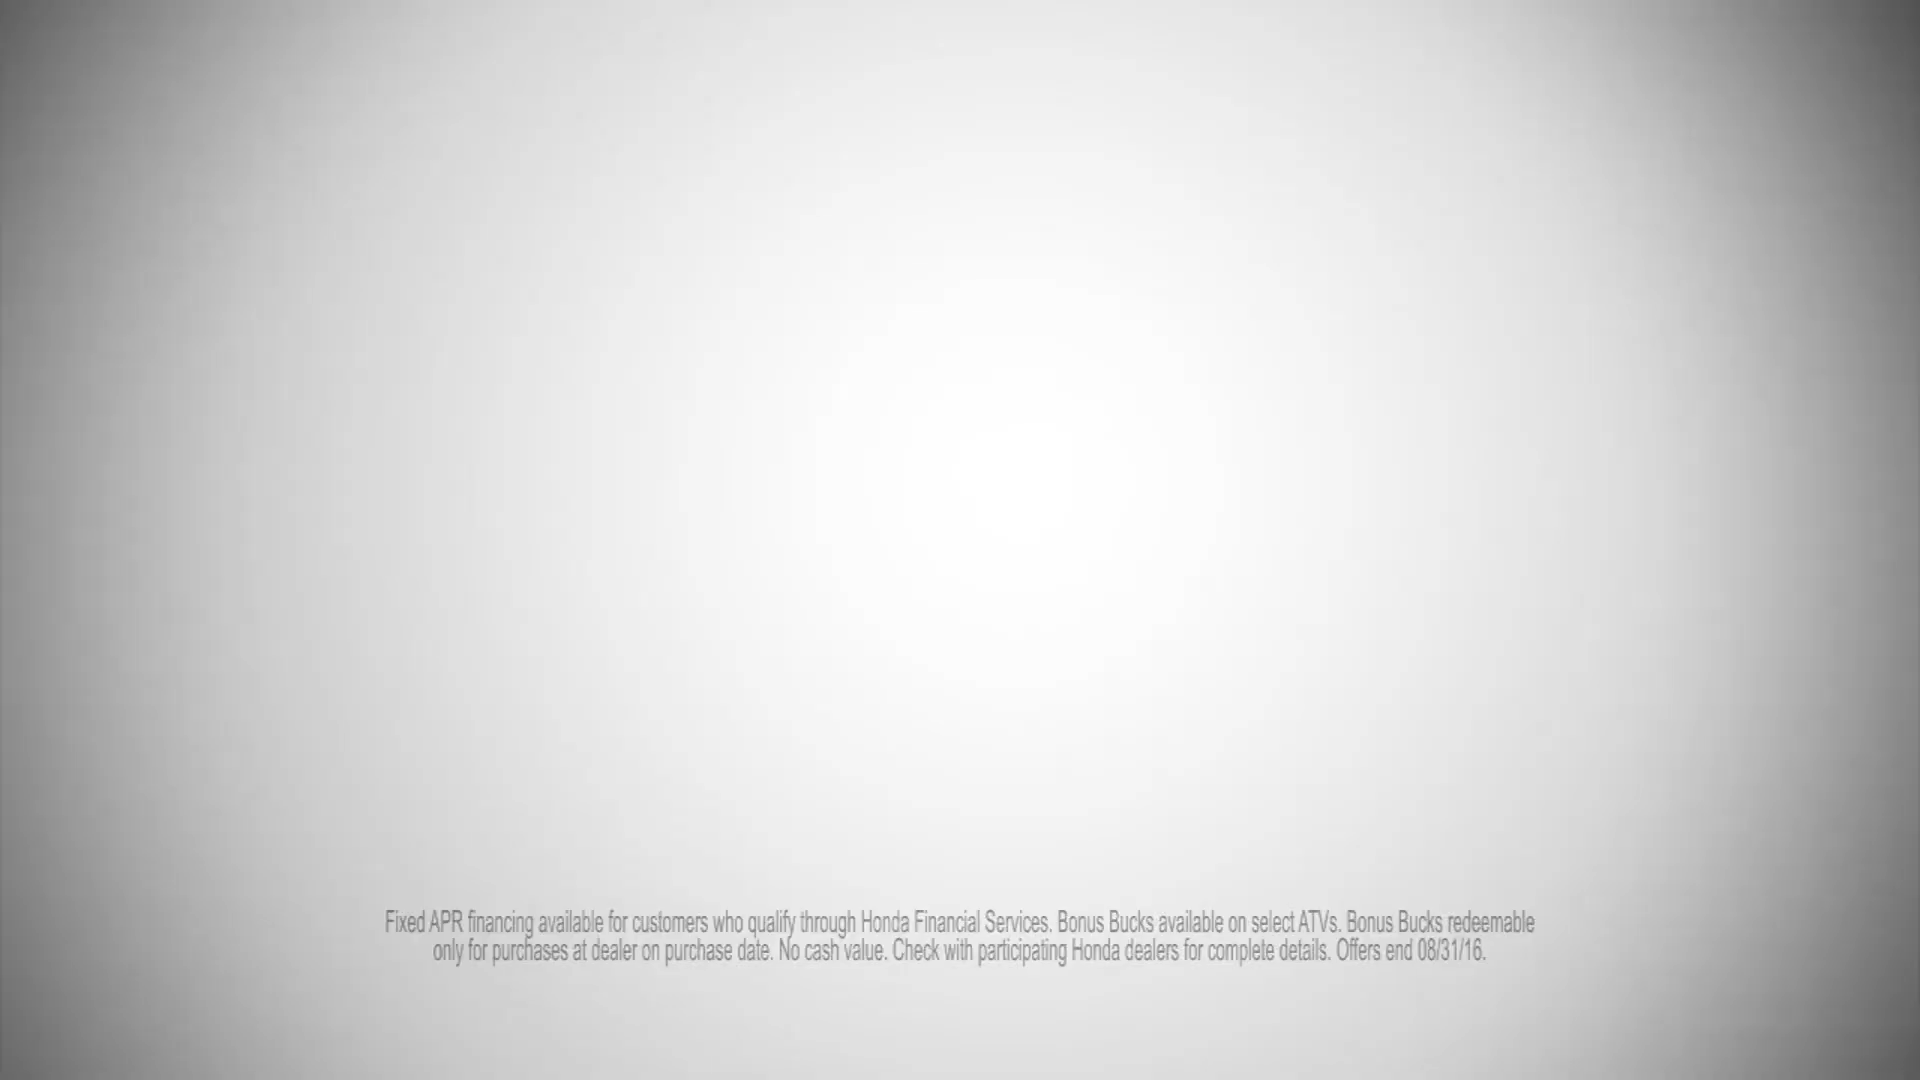 Fixed APR financing available for customers who qualify through Honda Financial Services. Bonus Bucks available on select ATVs. Bonus Bucks redeemable
only for purchases at dealer on purchase date. No cash value. Check with participating Honda dealers for complete details. Offers end 08/31/16.